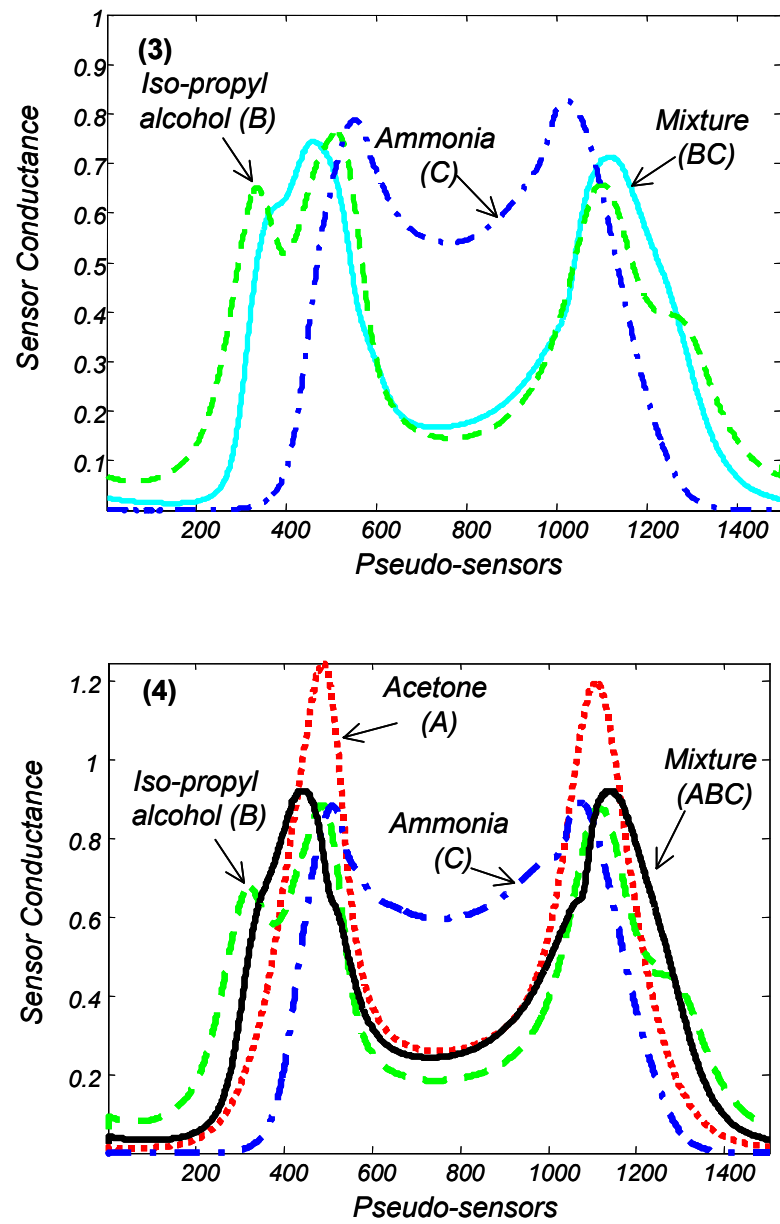 (3)
Iso-propyl
alcohol (B)
Ammonia
(C)
Mixture
(BC)
Sensor Conductance
1
0.9
0.8
0.7
0.6
0.5
0.4
0.3
0.2
0.1
200 400 600 800 1000 1200 1400
Pseudo-sensors
(4)
Acetone
(A)
Iso-propyl
alcohol (B)
Ammonia
(C)
Mixture
(ABC)
Sensor Conductance
1.2
1
0.8
0.6
0.4
0.2
200 400 600 800 1000 1200 1400
Pseudo-sensors